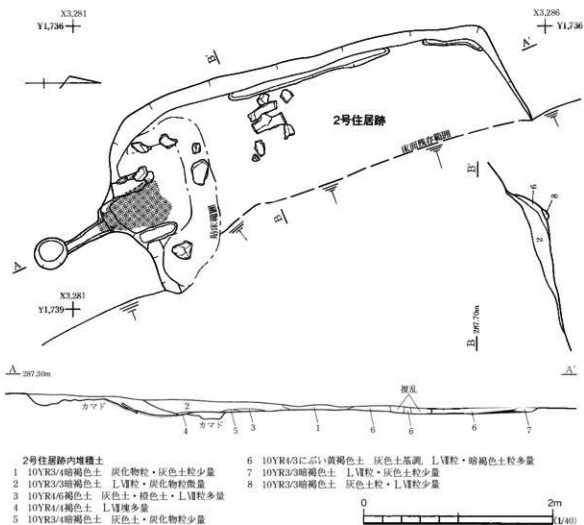 X3,281
Y1,736
X3,286
Y1,736
A'
B'
2号住居跡
床面残存範囲
B'
6
8
2
貼床範囲
B
A
X3,281
Y1,739
B 287.70m
A 287.30m
A'
カマド
2
4
カマド
5
3
1
6
撹乱
6
6
7
2号住居跡内堆積土
1 10YR3/4暗褐色土 炭化物粒・灰色土粒少量
2 10YR3/3暗褐色土 LⅦ粒・炭化物粒微量
3 10YR4/6褐色土 灰色土・橙色土・LⅦ粒多量
4 10YR4/4褐色土 LⅦ塊多量
5 10YR3/4暗褐色土 灰色土・炭化物粒少量
6 10YR4/3にぶい黄褐色土 灰色土基調 LⅦ粒・暗褐色土粒多量
7 10YR3/3暗褐色土 LⅦ粒・灰色土粒少量
8 10YR3/3暗褐色土 灰色土粒・LⅦ粒少量
0 2m
(1/40)